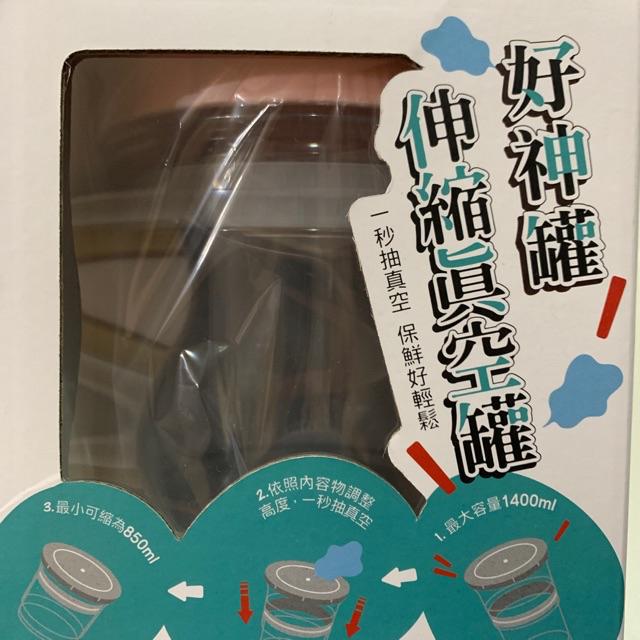 好神罐
伸縮真空罐
一秒抽真空 保鮮好輕鬆
1.最大容量1400ml
2.依照內容物調整
高度，一秒抽真空
3.最小可縮為850ml